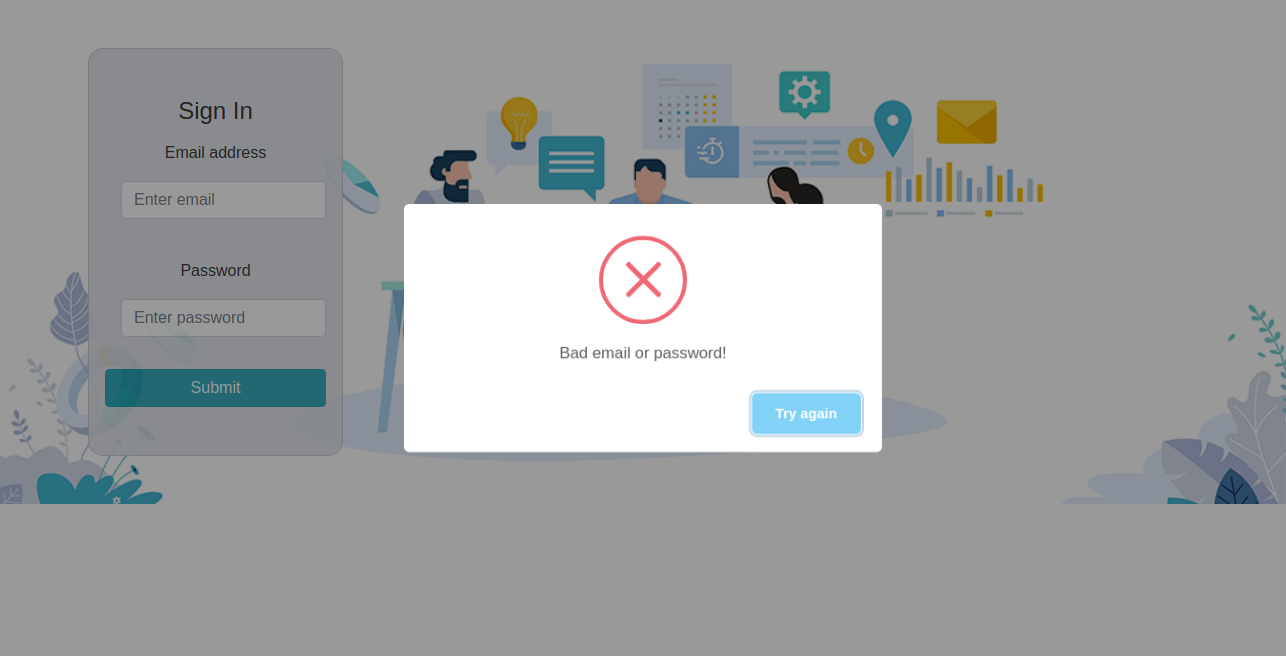 Sign In
Email address
Enter email
Password
Enter password
Submit
Bad email or password!
Try again